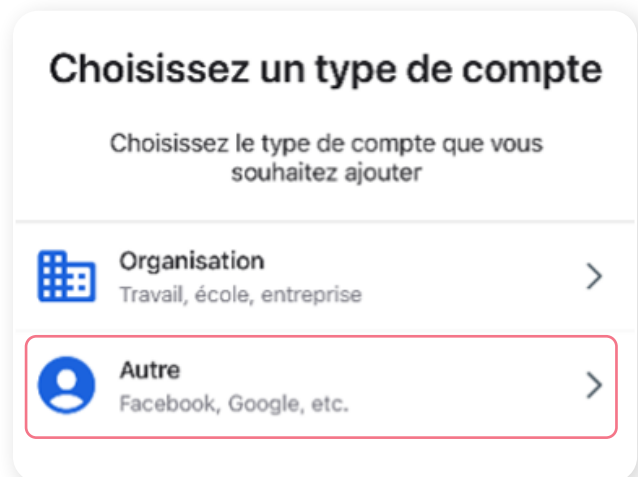 Choisissez un type de compte
Choisissez le type de compte que vous
souhaitez ajouter
Organisation
Travail, école, entreprise
Autre
Facebook, Google, etc.